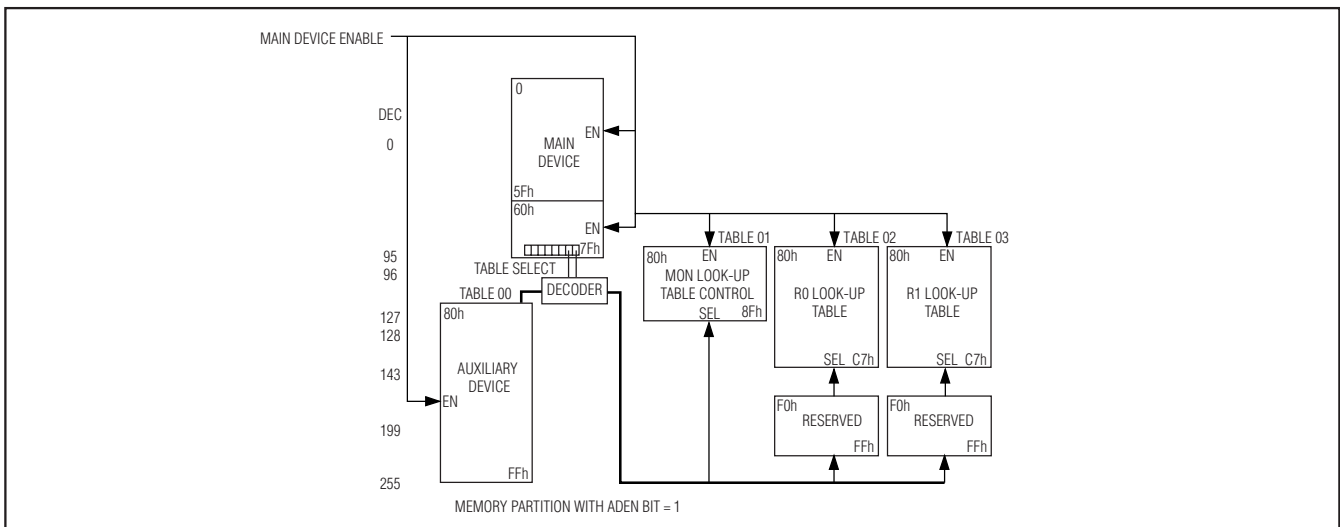 MAIN DEVICE ENABLE
DEC
0
95
96
127
128
143
199
255
0
EN
MAIN
DEVICE
5Fh
60h
EN
7Fh
TABLE SELECT
DECODER
TABLE 00
80h
AUXILIARY
DEVICE
EN
FFh
TABLE 01
80h
EN
MON LOOK-UP
TABLE CONTROL
SEL
8Fh
TABLE 02
80h
EN
R0 LOOK-UP
TABLE
SEL
C7h
F0h
RESERVED
FFh
TABLE 03
80h
EN
R1 LOOK-UP
TABLE
SEL
C7h
F0h
RESERVED
FFh
MEMORY PARTITION WITH ADEN BIT = 1